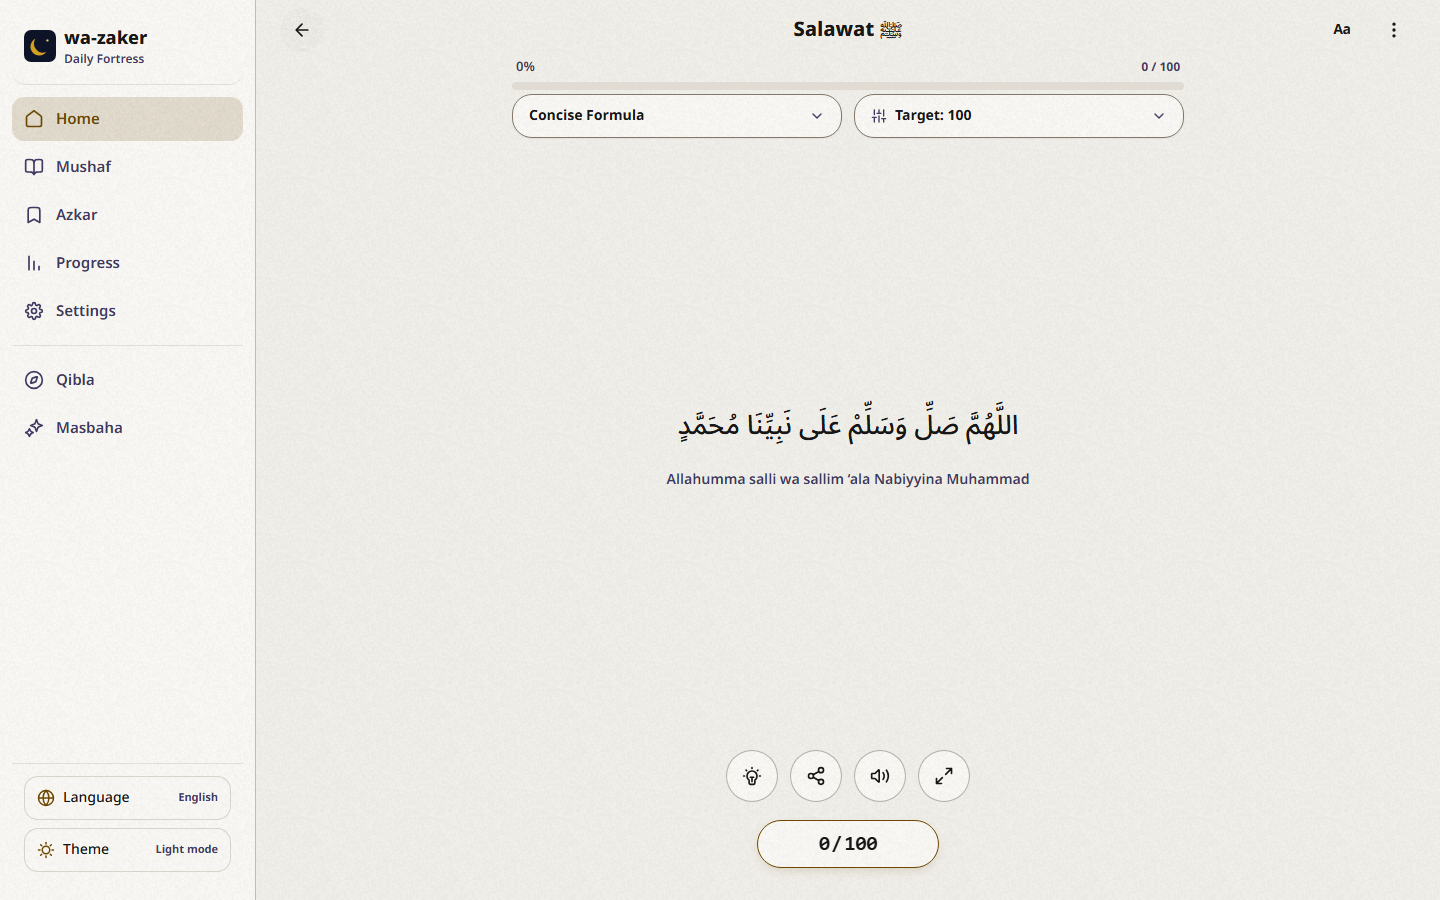 wa-zaker
Daily Fortress
Home
Mushaf
Azkar
Progress
Settings
Qibla
Masbaha
Language English
Theme Light mode
Salawat ﷺ
Aa
0% 0 / 100
Concise Formula
Target: 100
اللَّهُمَّ صَلِّ وَسَلِّمْ عَلَى نَبِيِّنَا مُحَمَّدٍ
Allahumma salli wa sallim ‘ala Nabiyyina Muhammad
0/100